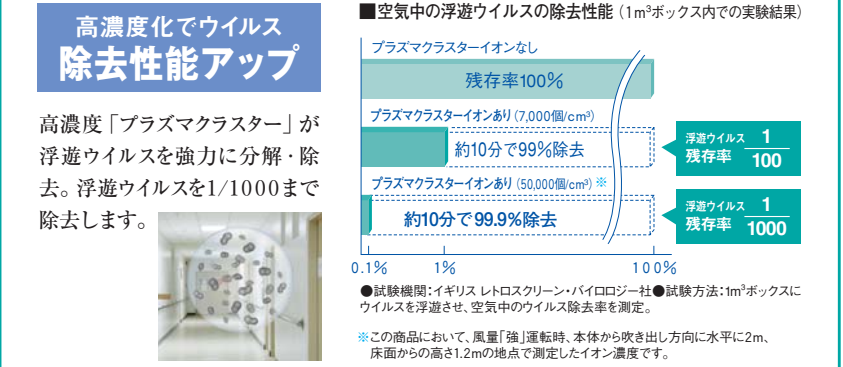 高濃度化でウイルス
除去性能アップ
高濃度「プラズマクラスター」が
浮遊ウイルスを強力に分解・除
去。浮遊ウイルスを1/1000まで
除去します。
■空気中の浮遊ウイルスの除去性能（1m³ボックス内での実験結果）
プラズマクラスターイオンなし
残存率100%
プラズマクラスターイオンあり（7,000個/cm³）
約10分で99%除去
浮遊ウイルス残存率 1/100
プラズマクラスターイオンあり（50,000個/cm³）※
約10分で99.9%除去
浮遊ウイルス残存率 1/1000
0.1% 1% 100%
●試験機関：イギリス レトロスクリーン・バイロロジー社●試験方法：1m³ボックスに
ウイルスを浮遊させ、空気中のウイルス除去率を測定。
※この商品において、風量「強」運転時、本体から吹き出し方向に水平に2m、
床面からの高さ1.2mの地点で測定したイオン濃度です。